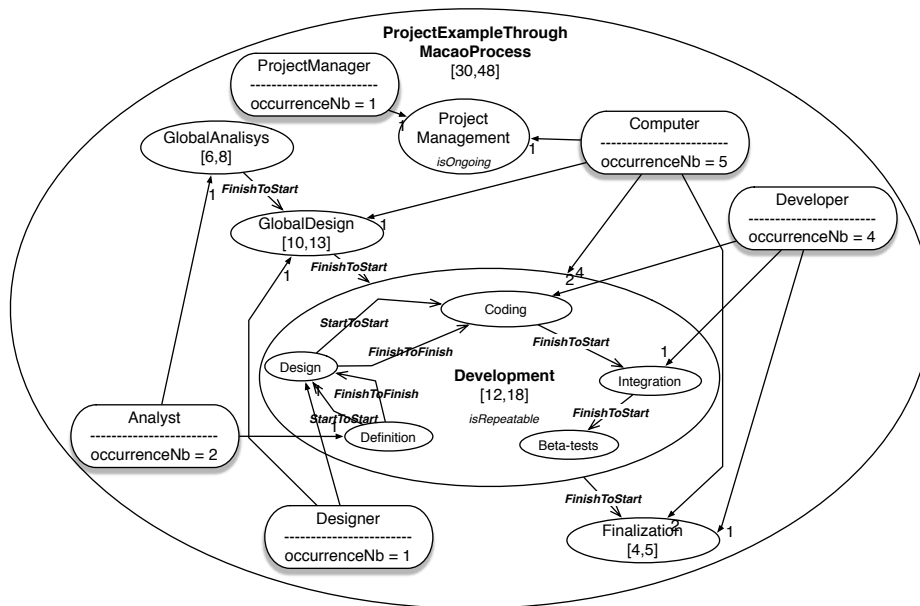 ProjectExampleThrough
MacaoProcess
[30,48]
ProjectManager
---------------------------
occurrenceNb = 1
1
Project
Management
isOngoing
1
Computer
---------------------------
occurrenceNb = 5
GlobalAnalisys
[6,8]
1
FinishToStart
Developer
---------------------------
occurrenceNb = 4
GlobalDesign
[10,13]
1
1
FinishToStart
4
2
Coding
StartToStart
FinishToStart
FinishToFinish
1
Design
Development
[12,18]
isRepeatable
Integration
FinishToFinish
1
StartToStart
1
Definition
FinishToStart
Beta-tests
Analyst
---------------------------
occurrenceNb = 2
FinishToStart
Designer
---------------------------
occurrenceNb = 1
Finalization
[4,5]
2
1